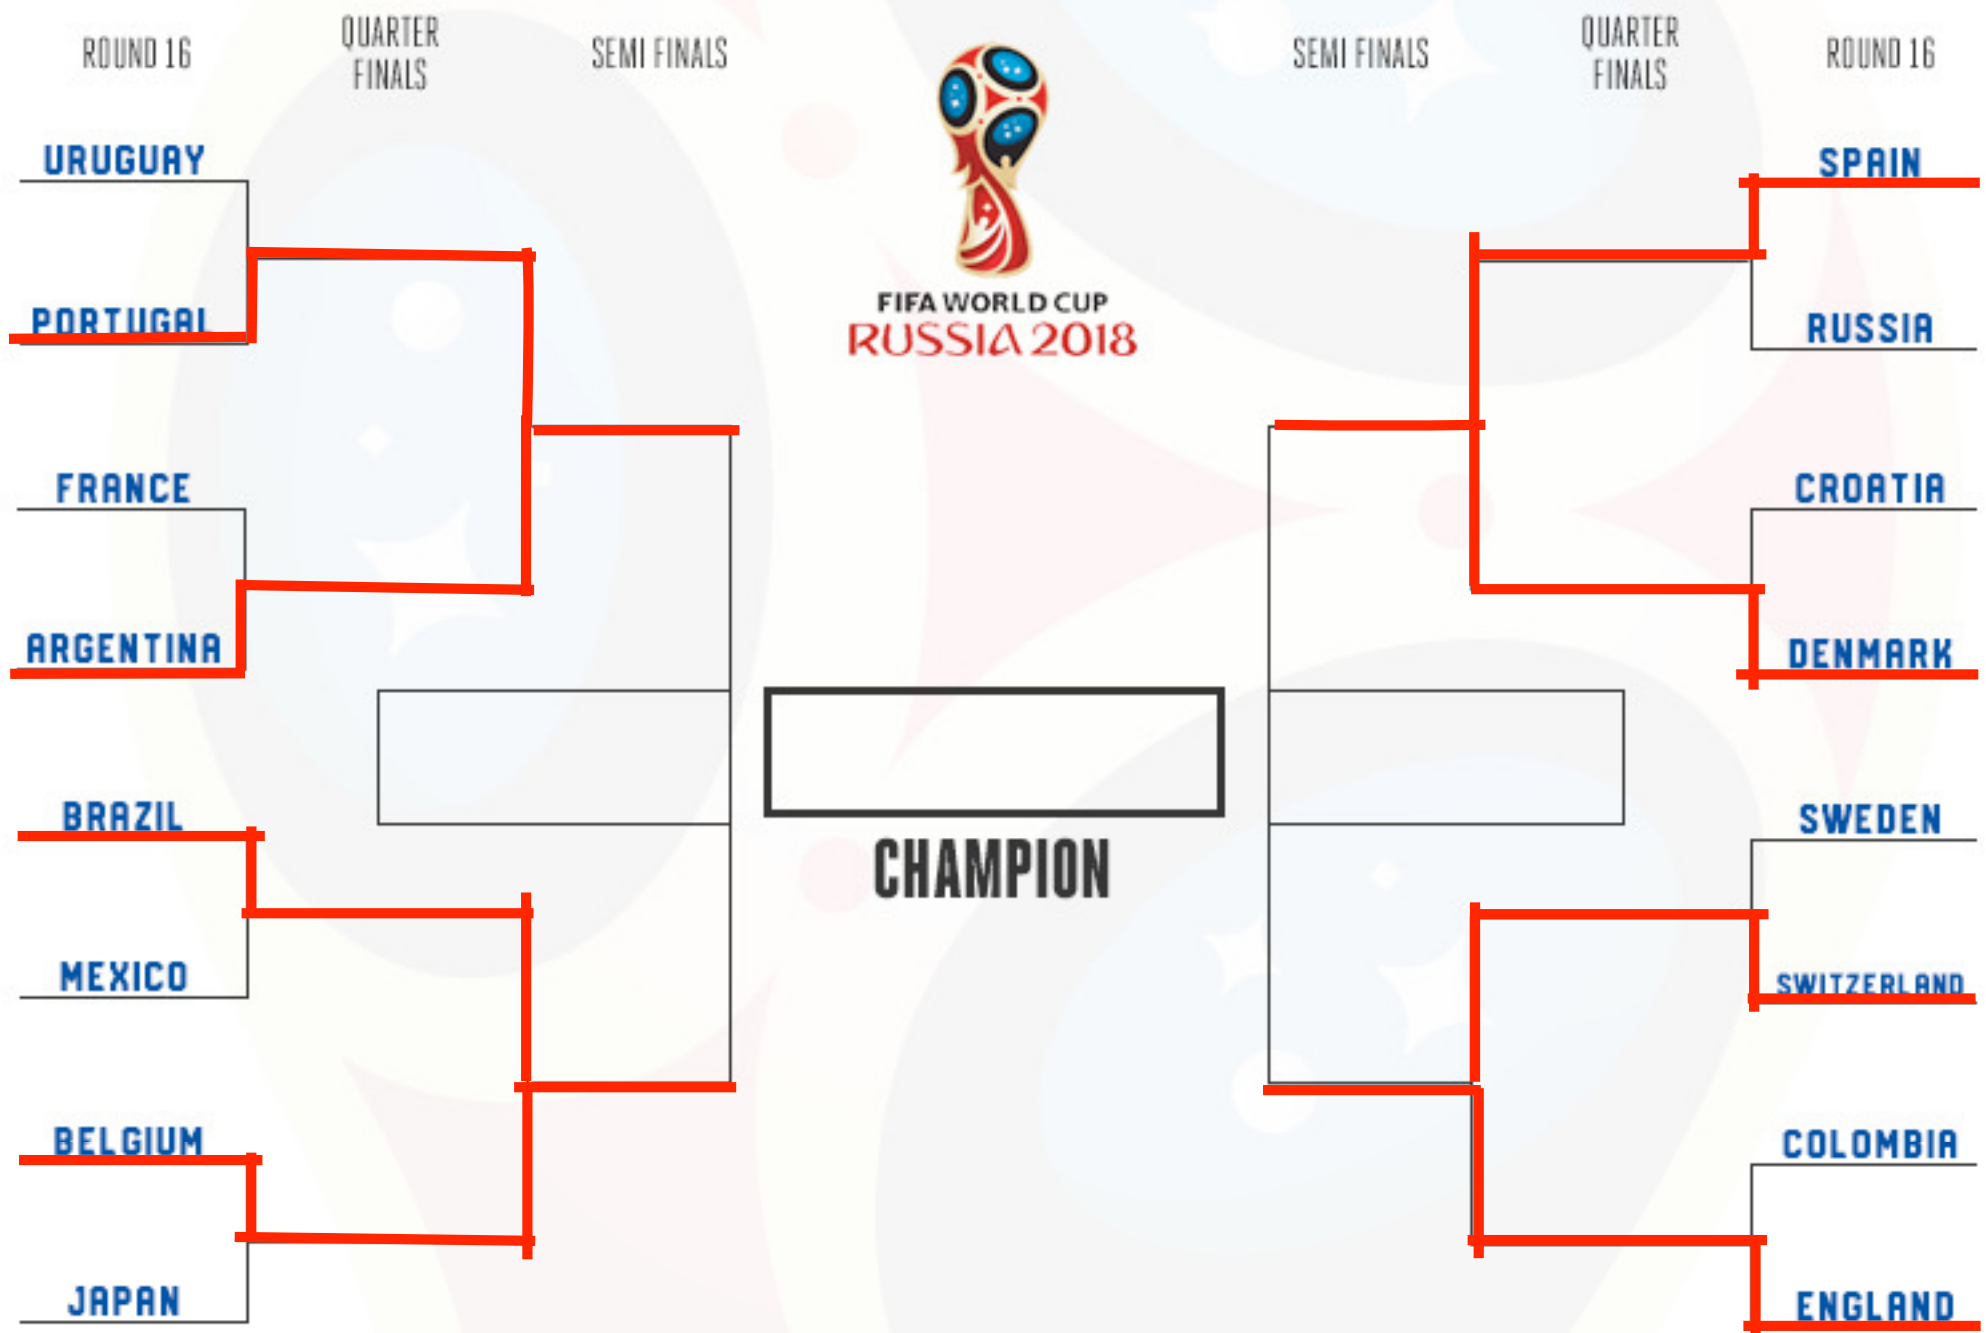 ROUND 16
QUARTER
FINALS
SEMI FINALS
SEMI FINALS
QUARTER
FINALS
ROUND 16
URUGUAY
PORTUGAL
FRANCE
ARGENTINA
BRAZIL
MEXICO
BELGIUM
JAPAN
FIFA WORLD CUP
RUSSIA 2018
CHAMPION
SPAIN
RUSSIA
CROATIA
DENMARK
SWEDEN
SWITZERLAND
COLOMBIA
ENGLAND